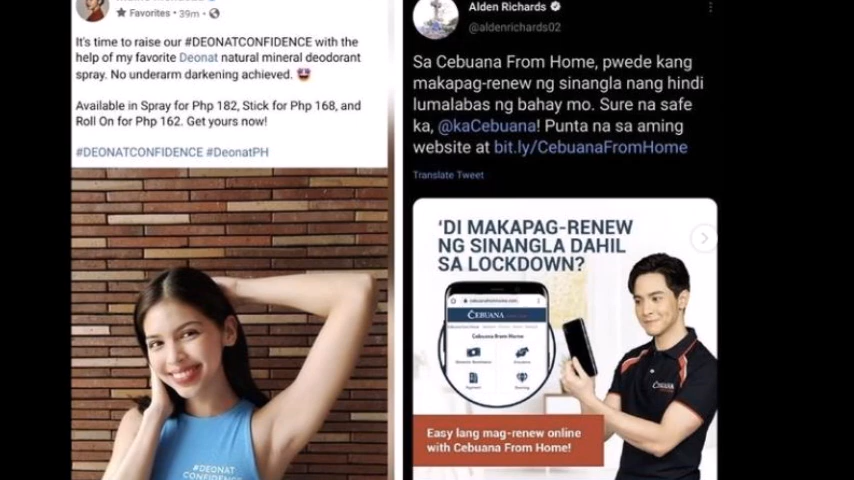 Favorites • 39m •
It's time to raise our #DEONATCONFIDENCE with the
help of my favorite Deonat natural mineral deodorant
spray. No underarm darkening achieved. 🤩
Available in Spray for Php 182, Stick for Php 168, and
Roll On for Php 162. Get yours now!
#DEONATCONFIDENCE #DeonatPH
#DEONAT
CONFIDENCE
Alden Richards
@aldenrichards02
Sa Cebuana From Home, pwede kang
makapag-renew ng sinangla nang hindi
lumalabas ng bahay mo. Sure na safe
ka, @kaCebuana! Punta na sa aming
website at bit.ly/CebuanaFromHome
Translate Tweet
'DI MAKAPAG-RENEW
NG SINANGLA DAHIL
SA LOCKDOWN?
cebuanafromhome.com
CEBUANA
Cebuana From Home
CEBUANA
Easy lang mag-renew online
with Cebuana From Home!